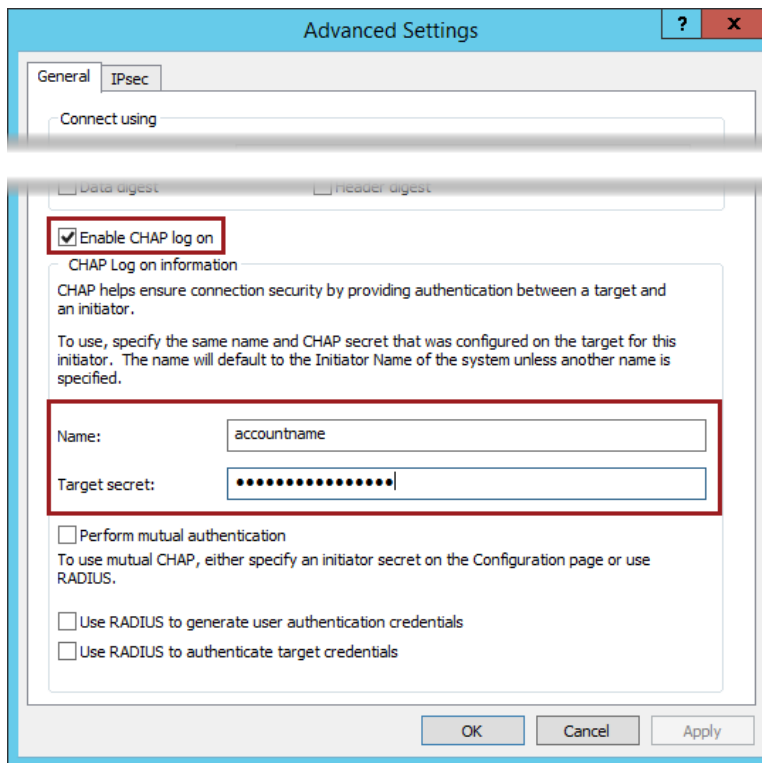 Advanced Settings
? x
General IPsec
Connect using
Data digest Header digest
Enable CHAP log on
CHAP Log on information
CHAP helps ensure connection security by providing authentication between a target and
an initiator.
To use, specify the same name and CHAP secret that was configured on the target for this
initiator. The name will default to the Initiator Name of the system unless another name is
specified.
Name: accountname
Target secret: ●●●●●●●●●●●●●●●●
Perform mutual authentication
To use mutual CHAP, either specify an initiator secret on the Configuration page or use
RADIUS.
Use RADIUS to generate user authentication credentials
Use RADIUS to authenticate target credentials
OK Cancel Apply